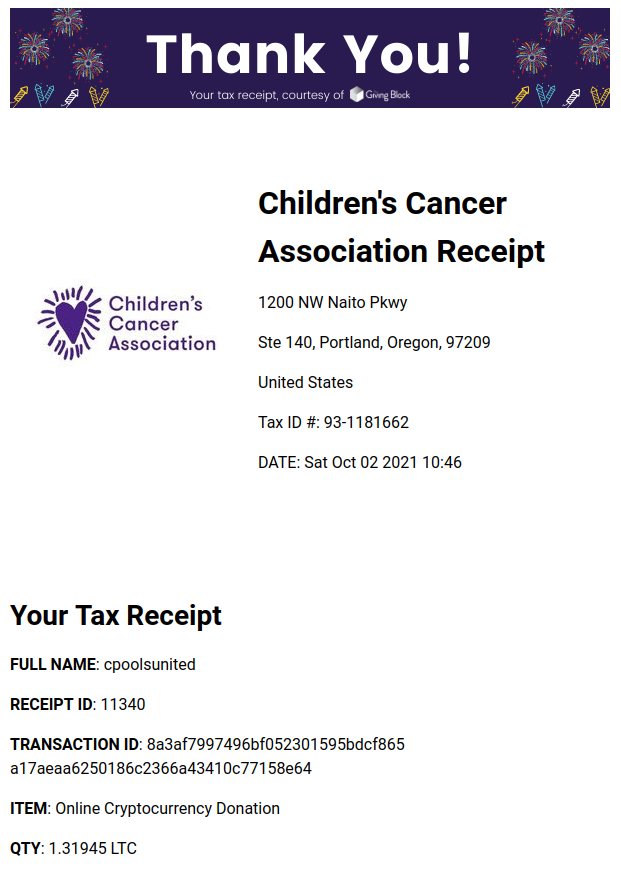 Thank You!
Your tax receipt, courtesy of Giving Block
Children's Cancer
Association Receipt
Children's
Cancer
Association
1200 NW Naito Pkwy
Ste 140, Portland, Oregon, 97209
United States
Tax ID #: 93-1181662
DATE: Sat Oct 02 2021 10:46
Your Tax Receipt
FULL NAME: cpoolsunited
RECEIPT ID: 11340
TRANSACTION ID: 8a3af7997496bf052301595bdcf865
a17aeaa6250186c2366a43410c77158e64
ITEM: Online Cryptocurrency Donation
QTY: 1.31945 LTC